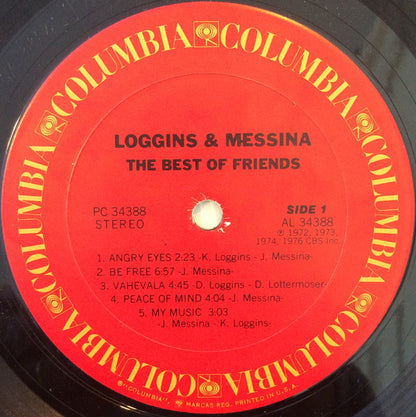 COLUMBIA COLUMBIA COLUMBIA COLUMBIA COLUMBIA COLUMBIA
LOGGINS & MESSINA
THE BEST OF FRIENDS
PC 34388
STEREO
SIDE 1
AL 34388
℗ 1972, 1973,
1974, 1976 CBS Inc.
1. ANGRY EYES 2:23 -K. Loggins - J. Messina-
2. BE FREE 6:57 -J. Messina-
3. VAHEVALA 4:45 -D. Loggins - D. Lottermoser-
4. PEACE OF MIND 4:04 -J. Messina-
5. MY MUSIC 3:03
-J. Messina - K. Loggins-
®"COLUMBIA", MARCAS REG. PRINTED IN U.S.A.